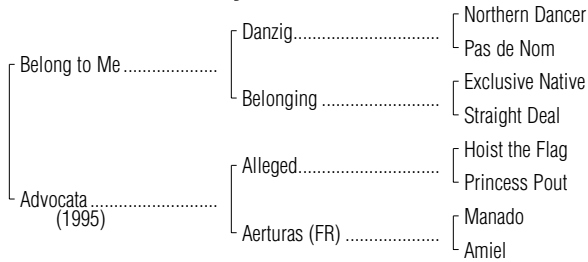 Northern Dancer
Danzig
Pas de Nom
Belong to Me
Exclusive Native
Belonging
Straight Deal
Hoist the Flag
Alleged
Princess Pout
Advocata
(1995)
Manado
Aerturas (FR)
Amiel